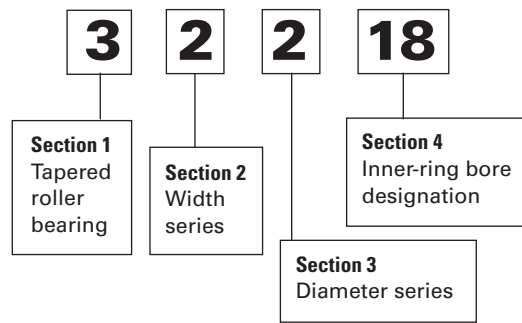 3 2 2 18
Section 1
Tapered
roller
bearing
Section 2
Width
series
Section 3
Diameter series
Section 4
Inner-ring bore
designation